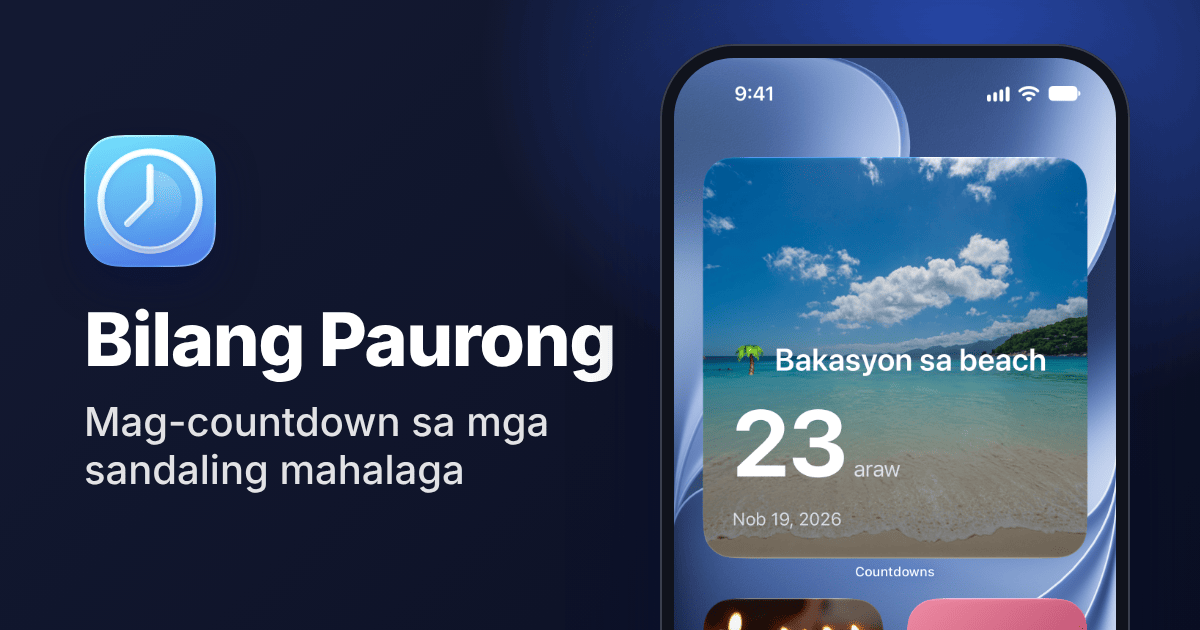 Bilang Paurong
Mag-countdown sa mga
sandaling mahalaga
9:41
🌴 Bakasyon sa beach
23 araw
Nob 19, 2026
Countdowns